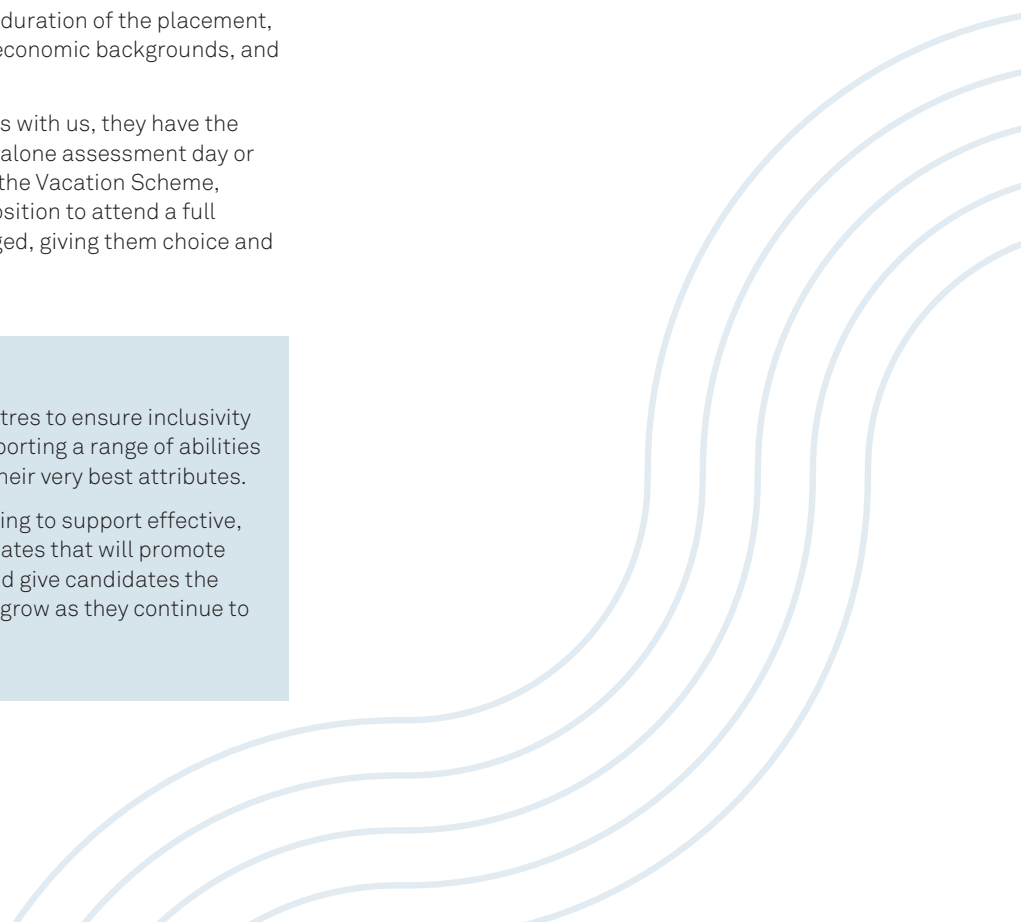 duration of the placement,
economic backgrounds, and
s with us, they have the
alone assessment day or
the Vacation Scheme,
osition to attend a full
ged, giving them choice and
tres to ensure inclusivity
porting a range of abilities
heir very best attributes.
ing to support effective,
ates that will promote
d give candidates the
grow as they continue to